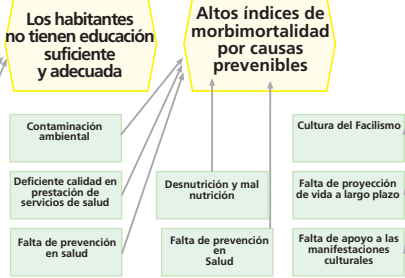 Los habitantes
no tienen educación
suficiente
y adecuada
Altos índices de
morbimortalidad
por causas
prevenibles
Contaminación
ambiental
Cultura del Facilismo
Deficiente calidad en
prestación de
servicios de salud
Desnutrición y mal
nutrición
Falta de proyección
de vida a largo plazo
Falta de prevención
en salud
Falta de prevención
en
Salud
Falta de apoyo a las
manifestaciones
culturales